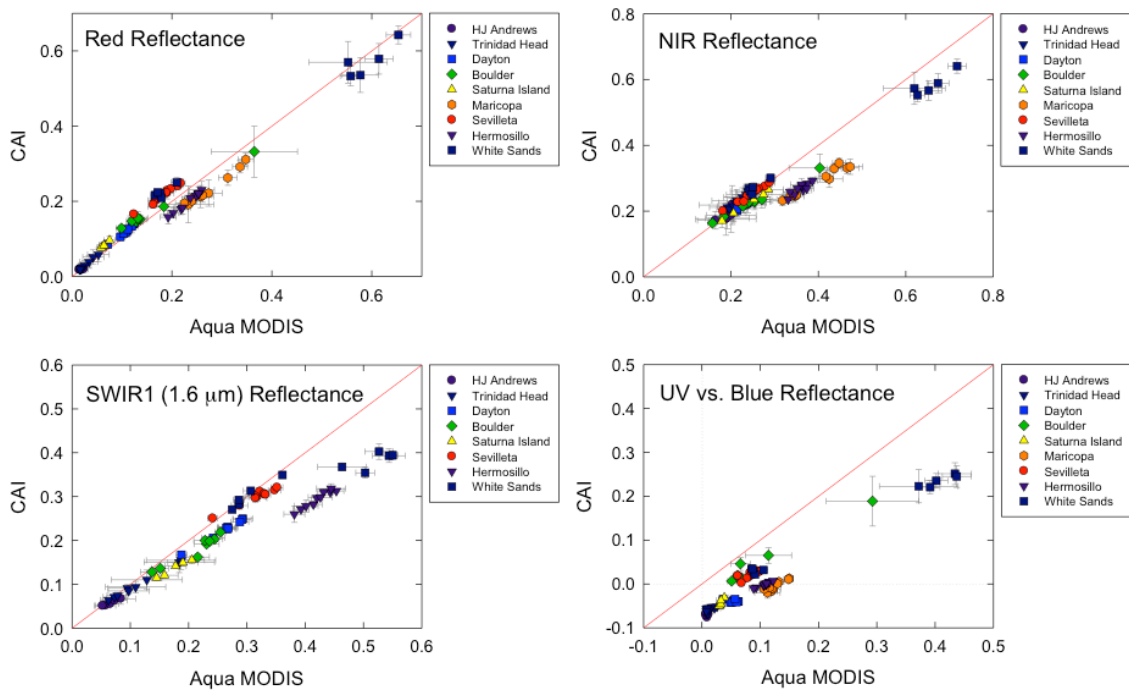 Red Reflectance
CAI
0.6
0.4
0.2
0.0
0.0
0.2
0.4
0.6
Aqua MODIS
HJ Andrews
Trinidad Head
Dayton
Boulder
Saturna Island
Maricopa
Sevilleta
Hermosillo
White Sands
NIR Reflectance
CAI
0.8
0.6
0.4
0.2
0.0
0.0
0.2
0.4
0.6
0.8
Aqua MODIS
HJ Andrews
Trinidad Head
Dayton
Boulder
Saturna Island
Maricopa
Sevilleta
Hermosillo
White Sands
SWIR1 (1.6 μm) Reflectance
CAI
0.6
0.5
0.4
0.3
0.2
0.1
0.0
0.0
0.1
0.2
0.3
0.4
0.5
0.6
Aqua MODIS
HJ Andrews
Trinidad Head
Dayton
Boulder
Saturna Island
Sevilleta
Hermosillo
White Sands
UV vs. Blue Reflectance
CAI
0.5
0.4
0.3
0.2
0.1
0.0
-0.1
-0.1
0.0
0.1
0.2
0.3
0.4
0.5
Aqua MODIS
HJ Andrews
Trinidad Head
Dayton
Boulder
Saturna Island
Maricopa
Sevilleta
Hermosillo
White Sands